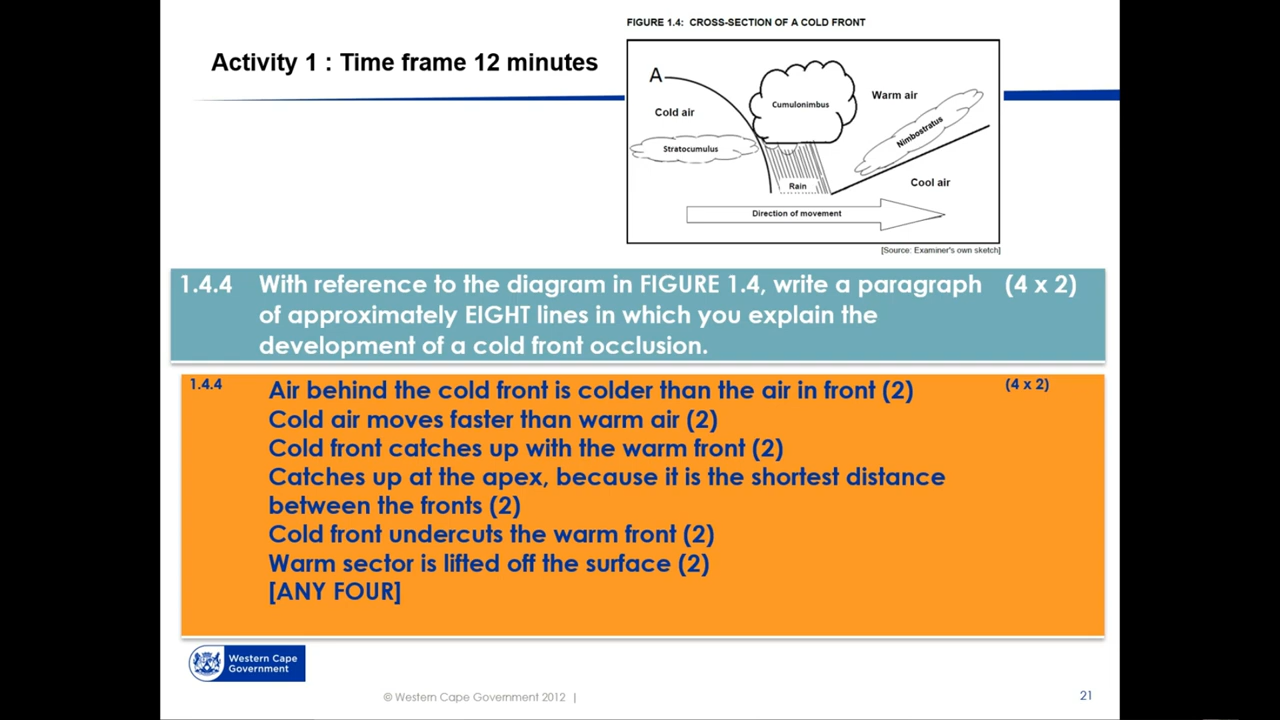 FIGURE 1.4: CROSS-SECTION OF A COLD FRONT
Activity 1 : Time frame 12 minutes
A
Cold air
Cumulonimbus
Warm air
Stratocumulus
Nimbostratus
Rain
Cool air
Direction of movement
[Source: Examiner's own sketch]
1.4.4 With reference to the diagram in FIGURE 1.4, write a paragraph (4 x 2)
of approximately EIGHT lines in which you explain the
development of a cold front occlusion.
1.4.4 Air behind the cold front is colder than the air in front (2) (4 x 2)
Cold air moves faster than warm air (2)
Cold front catches up with the warm front (2)
Catches up at the apex, because it is the shortest distance
between the fronts (2)
Cold front undercuts the warm front (2)
Warm sector is lifted off the surface (2)
[ANY FOUR]
Western Cape
Government
© Western Cape Government 2012 |
21